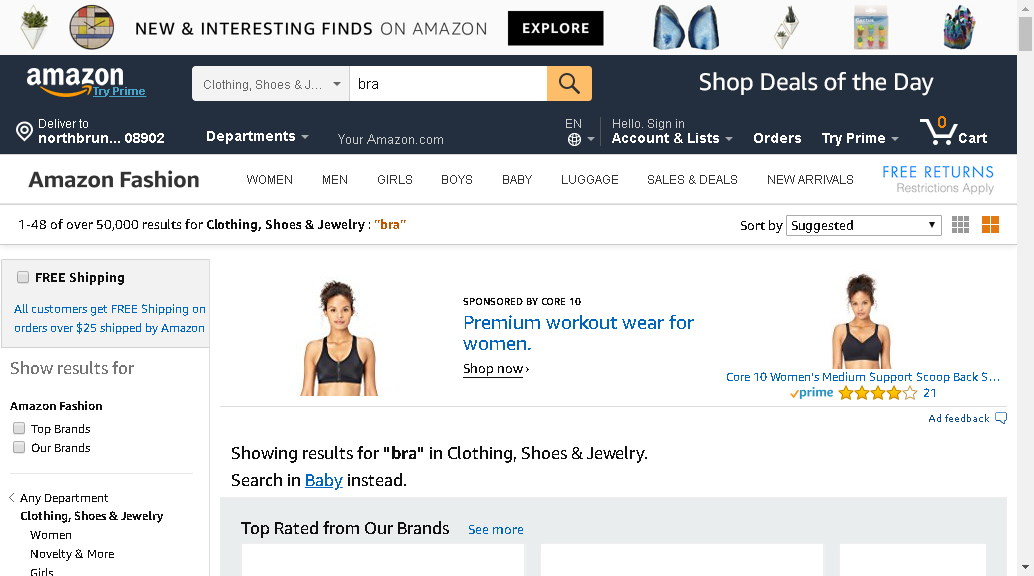 NEW & INTERESTING FINDS ON AMAZON EXPLORE
Cactus
amazon Try Prime
Clothing, Shoes & J... bra
Shop Deals of the Day
Deliver to
northbrun... 08902
Departments
Your Amazon.com
EN
Hello. Sign in
Account & Lists
Orders
Try Prime
0
Cart
Amazon Fashion
WOMEN MEN GIRLS BOYS BABY LUGGAGE SALES & DEALS NEW ARRIVALS
FREE RETURNS
Restrictions Apply
1-48 of over 50,000 results for Clothing, Shoes & Jewelry : "bra"
Sort by Suggested
FREE Shipping
All customers get FREE Shipping on
orders over $25 shipped by Amazon
Show results for
Amazon Fashion
Top Brands
Our Brands
Any Department
Clothing, Shoes & Jewelry
Women
Novelty & More
Girls
SPONSORED BY CORE 10
Premium workout wear for
women.
Shop now ›
Core 10 Women's Medium Support Scoop Back S...
prime 21
Ad feedback
Showing results for "bra" in Clothing, Shoes & Jewelry.
Search in Baby instead.
Top Rated from Our Brands See more